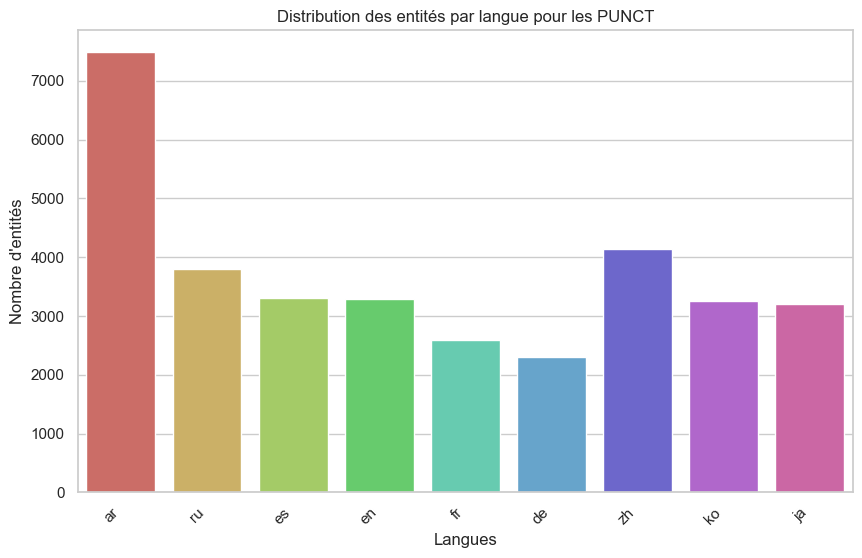 Distribution des entités par langue pour les PUNCT
Nombre d'entités
7000
6000
5000
4000
3000
2000
1000
0
ar
ru
es
en
fr
de
zh
ko
ja
Langues